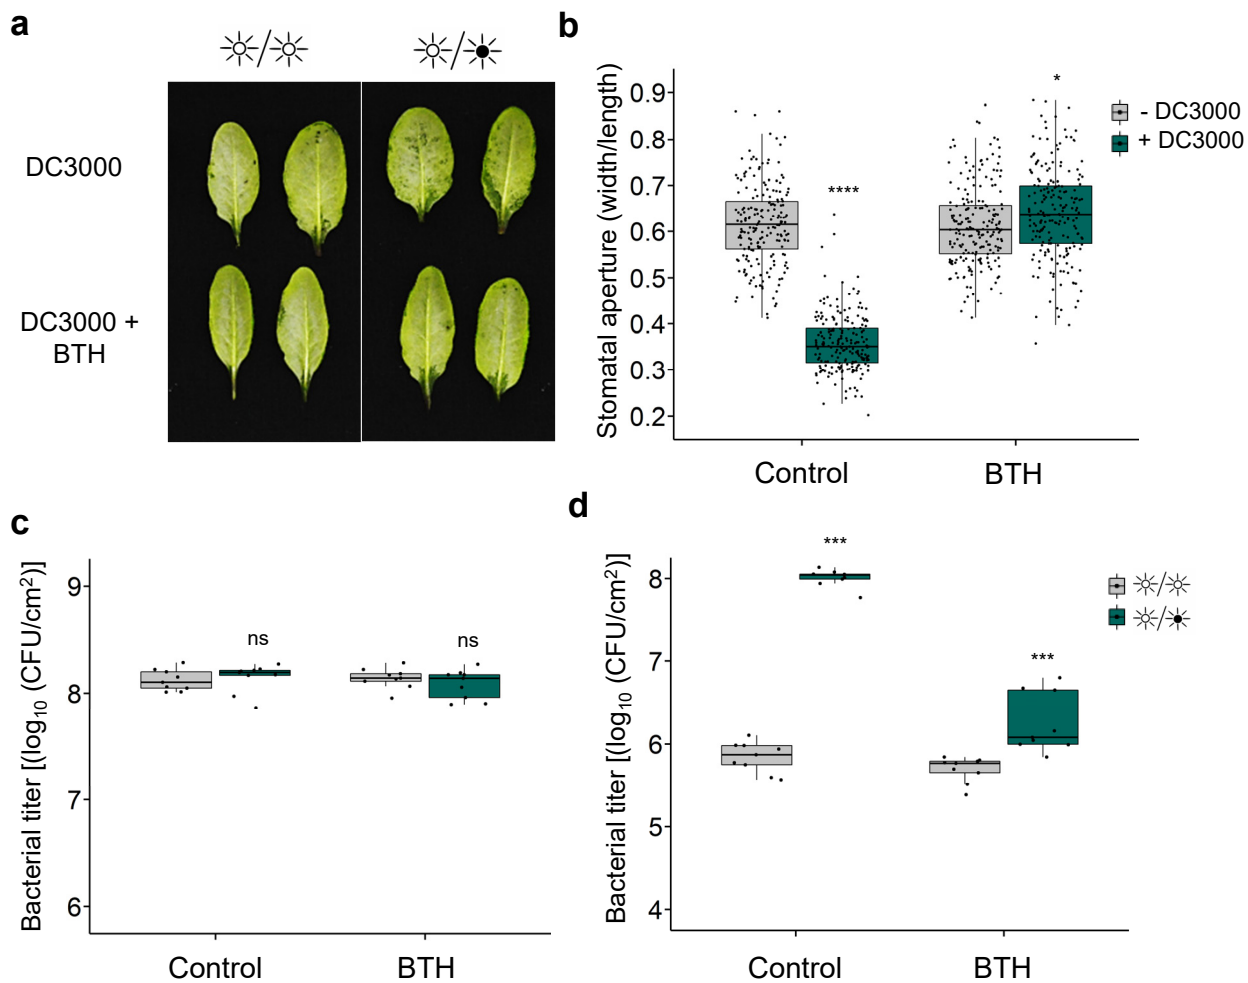 a
DC3000
DC3000 +
BTH
b
Stomatal aperture (width/length)
0.9
0.8
0.7
0.6
0.5
0.4
0.3
0.2
****
*
- DC3000
+ DC3000
Control
BTH
c
Bacterial titer [(log10 (CFU/cm²)]
9
8
7
6
ns
ns
Control
BTH
d
Bacterial titer [(log10 (CFU/cm²)]
8
7
6
5
4
***
***
Control
BTH